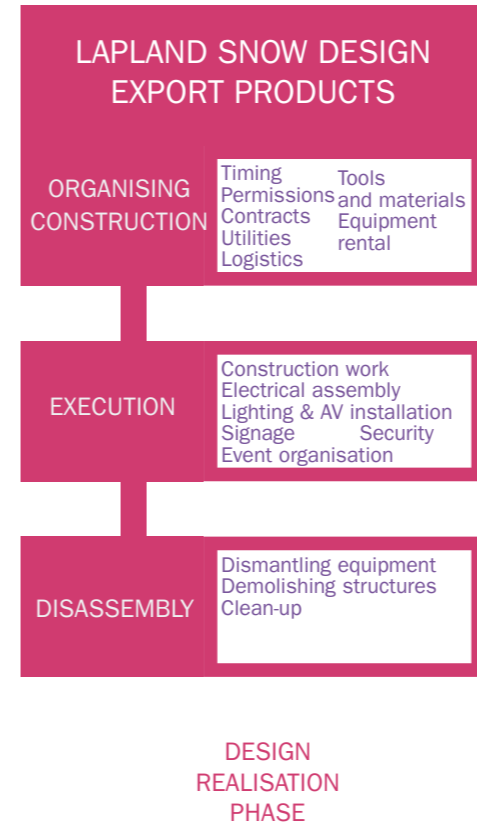 LAPLAND SNOW DESIGN
EXPORT PRODUCTS
ORGANISING
CONSTRUCTION
Timing
Permissions
Contracts
Utilities
Logistics
Tools
and materials
Equipment
rental
EXECUTION
Construction work
Electrical assembly
Lighting & AV installation
Signage Security
Event organisation
DISASSEMBLY
Dismantling equipment
Demolishing structures
Clean-up
DESIGN
REALISATION
PHASE